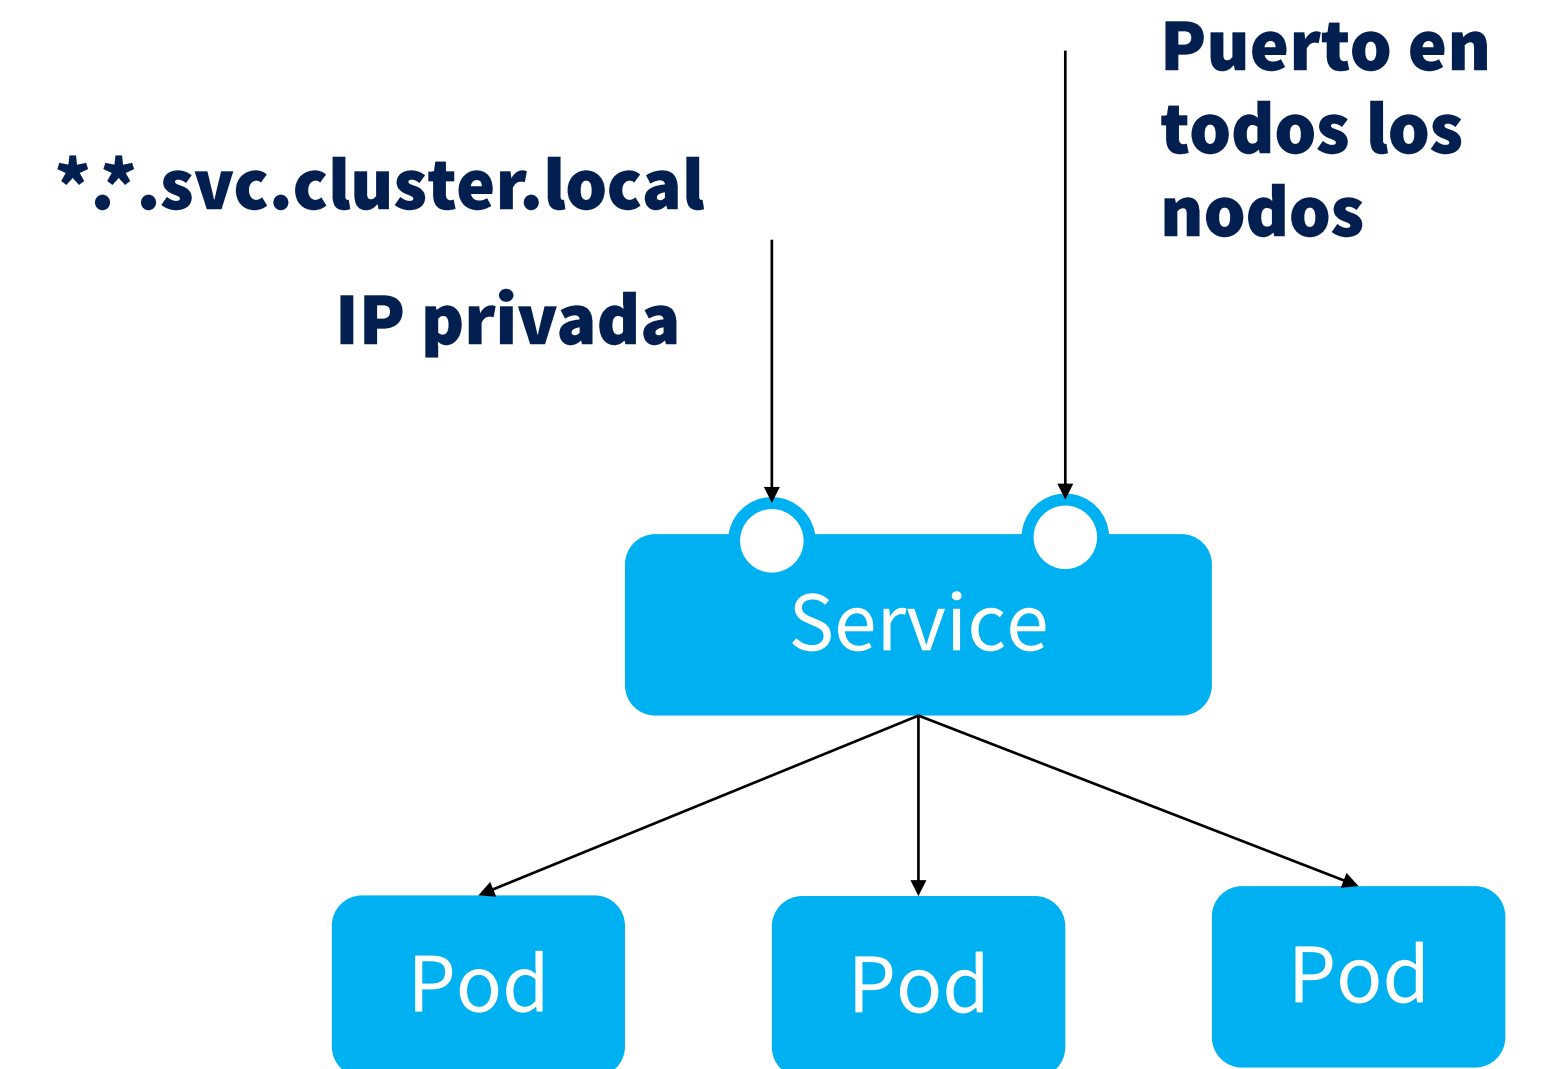 Puerto en
todos los
nodos
*.*.svc.cluster.local
IP privada
Service
Pod
Pod
Pod